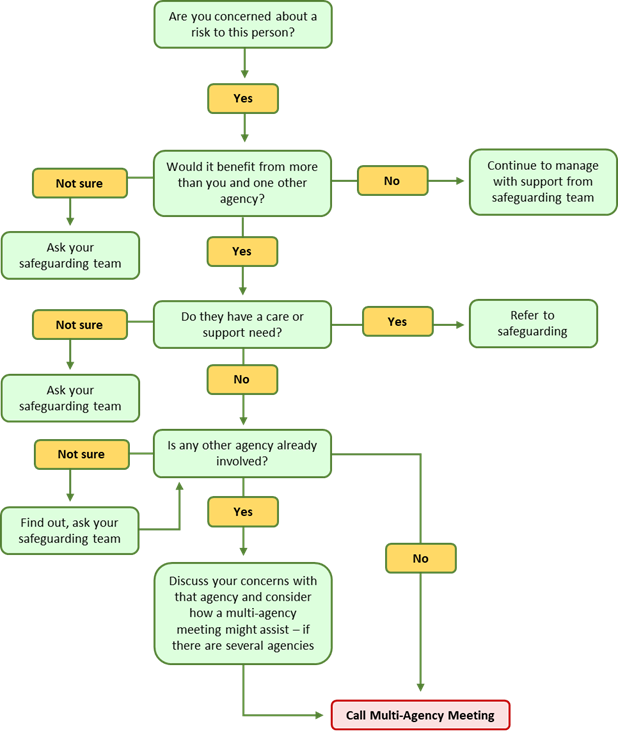 Are you concerned about a
risk to this person?
Yes
Would it benefit from more
than you and one other
agency?
Not sure
No
Continue to manage
with support from
safeguarding team
Ask your
safeguarding team
Yes
Do they have a care or
support need?
Not sure
Yes
Refer to
safeguarding
Ask your
safeguarding team
No
Is any other agency already
involved?
Not sure
Find out, ask your
safeguarding team
Yes
No
Discuss your concerns with
that agency and consider
how a multi-agency
meeting might assist – if
there are several agencies
Call Multi-Agency Meeting